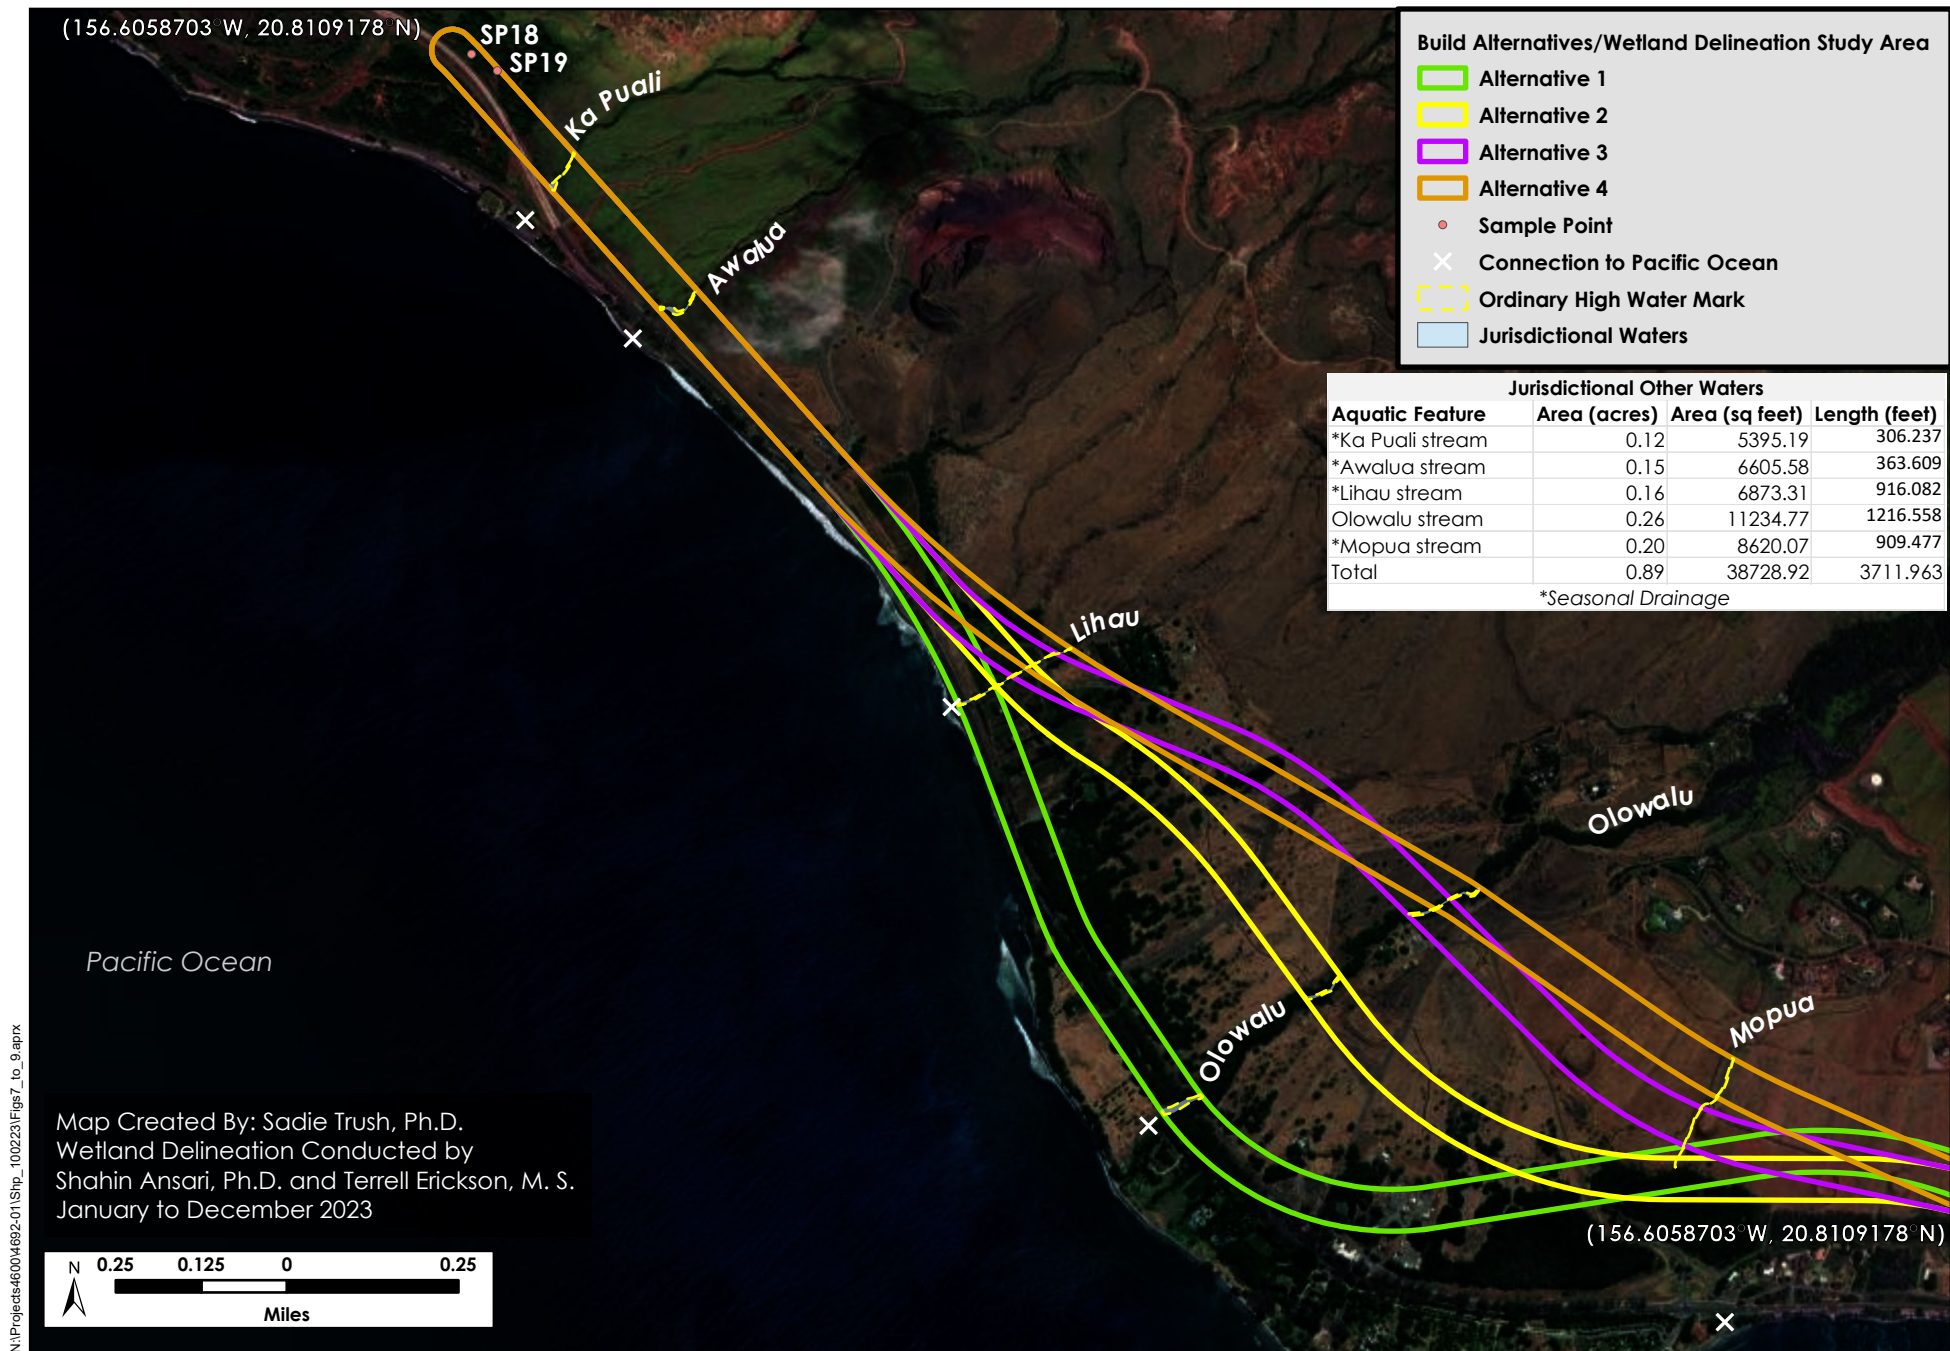 (156.6058703°W, 20.8109178°N)
SP18
SP19
Ka Puali
Awalua
Lihau
Olowalu
Olowalu
Mopua
Pacific Ocean
Build Alternatives/Wetland Delineation Study Area
Alternative 1
Alternative 2
Alternative 3
Alternative 4
Sample Point
Connection to Pacific Ocean
Ordinary High Water Mark
Jurisdictional Waters
Jurisdictional Other Waters
Aquatic Feature Area (acres) Area (sq feet) Length (feet)
*Ka Puali stream 0.12 5395.19 306.237
*Awalua stream 0.15 6605.58 363.609
*Lihau stream 0.16 6873.31 916.082
Olowalu stream 0.26 11234.77 1216.558
*Mopua stream 0.20 8620.07 909.477
Total 0.89 38728.92 3711.963
*Seasonal Drainage
(156.6058703°W, 20.8109178°N)
Map Created By: Sadie Trush, Ph.D.
Wetland Delineation Conducted by
Shahin Ansari, Ph.D. and Terrell Erickson, M. S.
January to December 2023
N 0.25 0.125 0 0.25
Miles
N:\Projects4600\4692-01\Shp_100223\Figs7_to_9.aprx